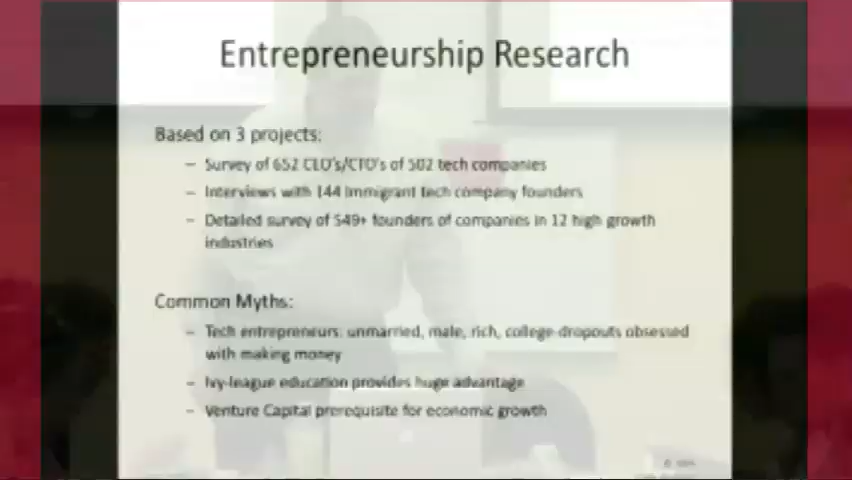 Entrepreneurship Research
Based on 3 projects:
– Survey of 652 CEO's/CTO's of 502 tech companies
– Interviews with 144 immigrant tech company founders
– Detailed survey of 549+ founders of companies in 12 high growth
industries
Common Myths:
– Tech entrepreneurs: unmarried, male, rich, college-dropouts obsessed
with making money
– Ivy-league education provides huge advantage
– Venture Capital prerequisite for economic growth